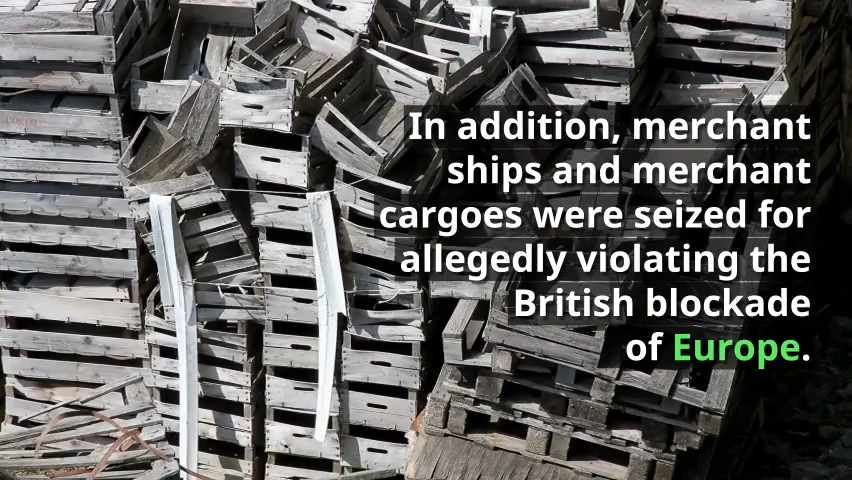 In addition, merchant
ships and merchant
cargoes were seized for
allegedly violating the
British blockade
of Europe.